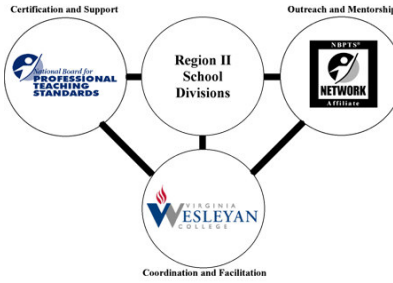 Certification and Support
Outreach and Mentorship
National Board for
PROFESSIONAL
TEACHING
STANDARDS
Region II
School
Divisions
NBPTS®
NETWORK
Affiliate
VIRGINIA
WESLEYAN
COLLEGE
Coordination and Facilitation